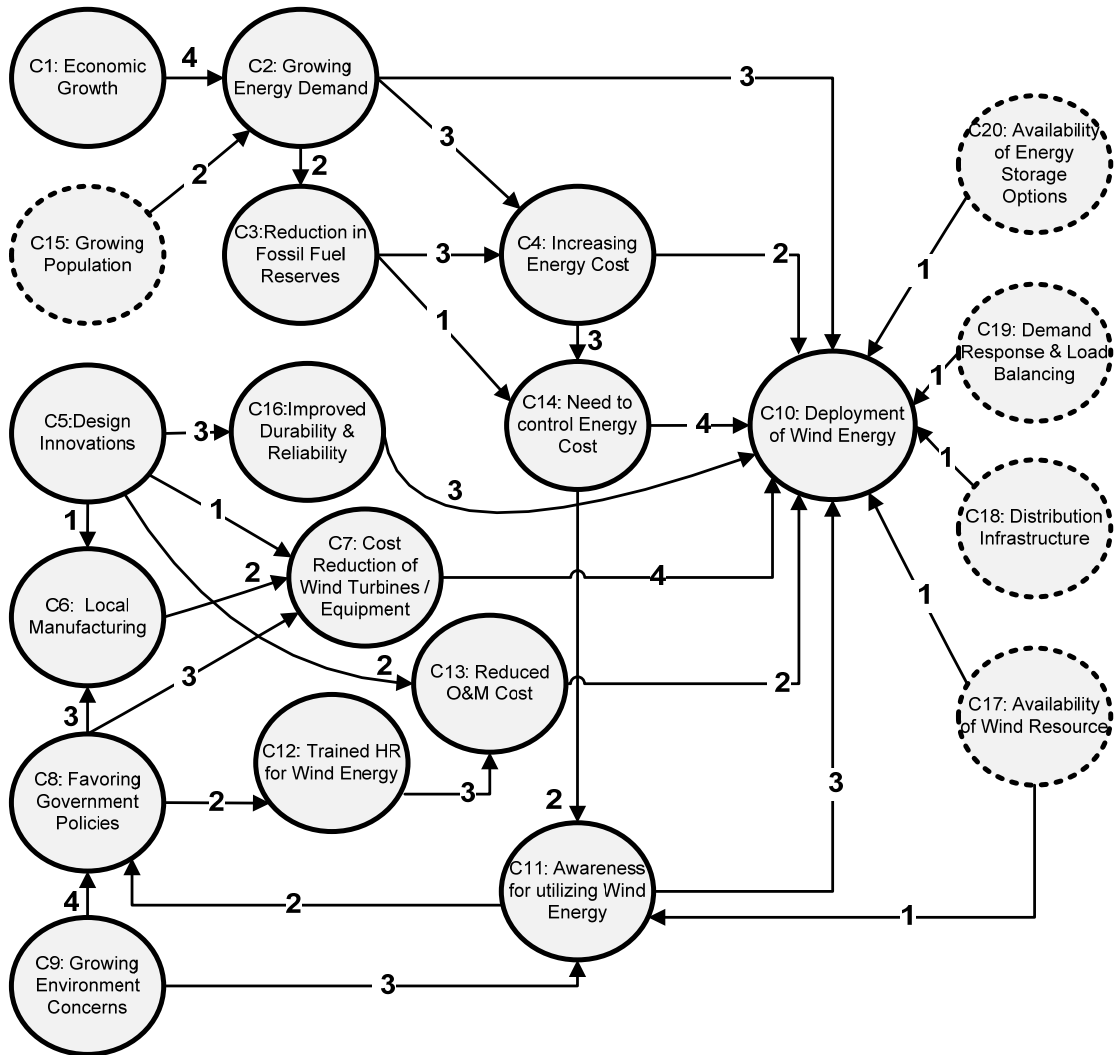 C1: Economic
Growth
4
C2: Growing
Energy Demand
3
3
2
2
C15: Growing
Population
C3:Reduction in
Fossil Fuel
Reserves
3
1
C4: Increasing
Energy Cost
2
3
C20: Availability
of Energy
Storage
Options
1
C19: Demand
Response & Load
Balancing
1
C5:Design
Innovations
3
C16:Improved
Durability &
Reliability
3
C14: Need to
control Energy
Cost
4
C10: Deployment
of Wind Energy
1
C18: Distribution
Infrastructure
1
1
C6:  Local
Manufacturing
2
C7: Cost
Reduction of
Wind Turbines /
Equipment
4
1
3
2
C13: Reduced
O&M Cost
2
C17: Availability
of Wind Resource
3
C8: Favoring
Government
Policies
2
C12: Trained HR
for Wind Energy
3
2
3
4
2
C11: Awareness
for utilizing Wind
Energy
1
C9: Growing
Environment
Concerns
3